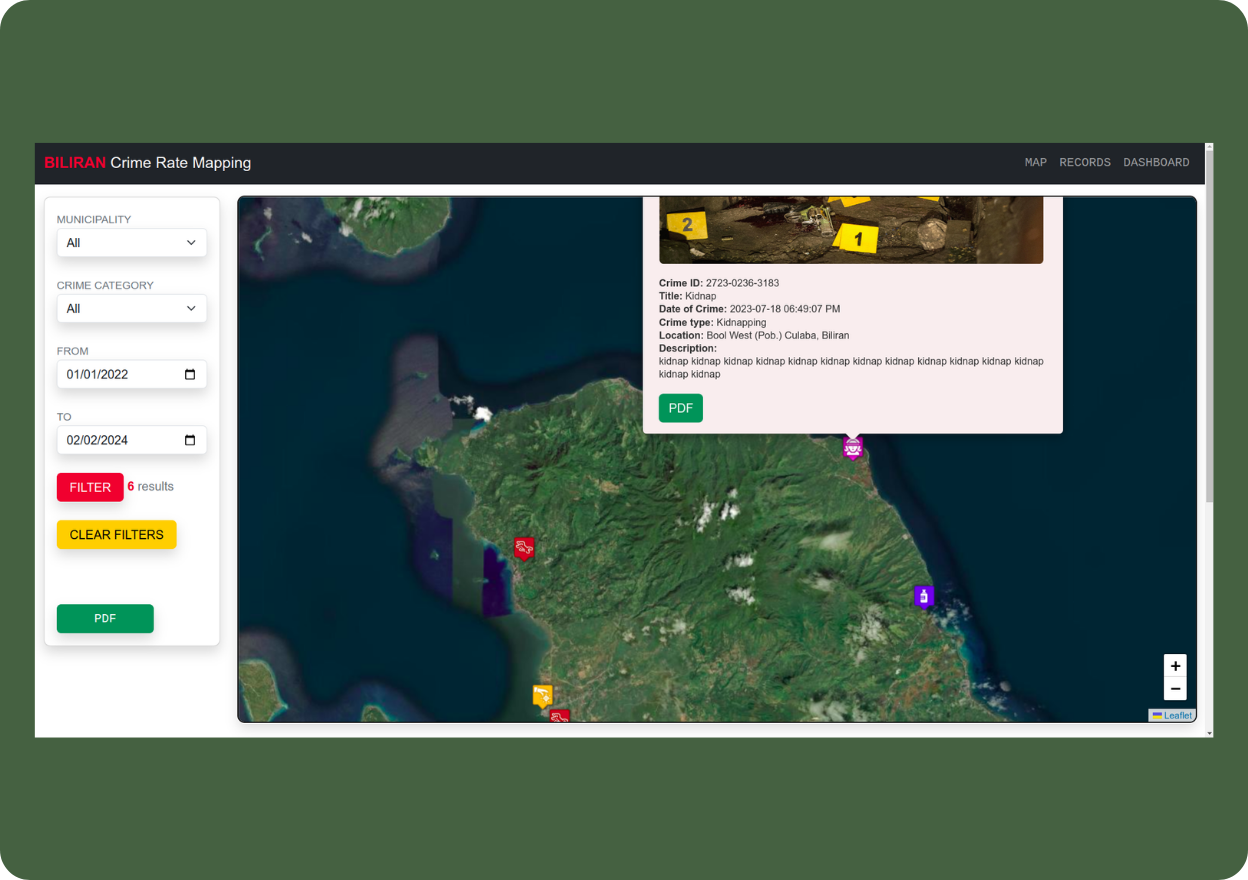 BILIRAN Crime Rate Mapping
MAP RECORDS DASHBOARD
MUNICIPALITY
All
CRIME CATEGORY
All
FROM
01/01/2022
TO
02/02/2024
FILTER 6 results
CLEAR FILTERS
PDF
2
1
Crime ID: 2723-0236-3183
Title: Kidnap
Date of Crime: 2023-07-18 06:49:07 PM
Crime type: Kidnapping
Location: Bool West (Pob.) Culaba, Biliran
Description:
kidnap kidnap kidnap kidnap kidnap kidnap kidnap kidnap kidnap kidnap kidnap kidnap
kidnap kidnap
PDF
+
−
Leaflet